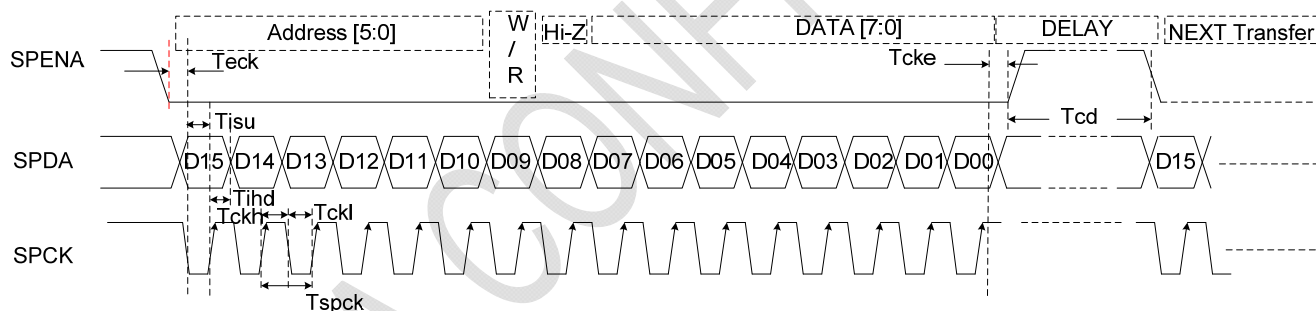 Address [5:0]
W
/
R
Hi-Z
DATA [7:0]
DELAY
NEXT Transfer
SPENA
Teck
Tcke
Tcd
Tisu
SPDA
D15
D14
D13
D12
D11
D10
D09
D08
D07
D06
D05
D04
D03
D02
D01
D00
D15
Tihd
Tckh
Tckl
SPCK
Tspck